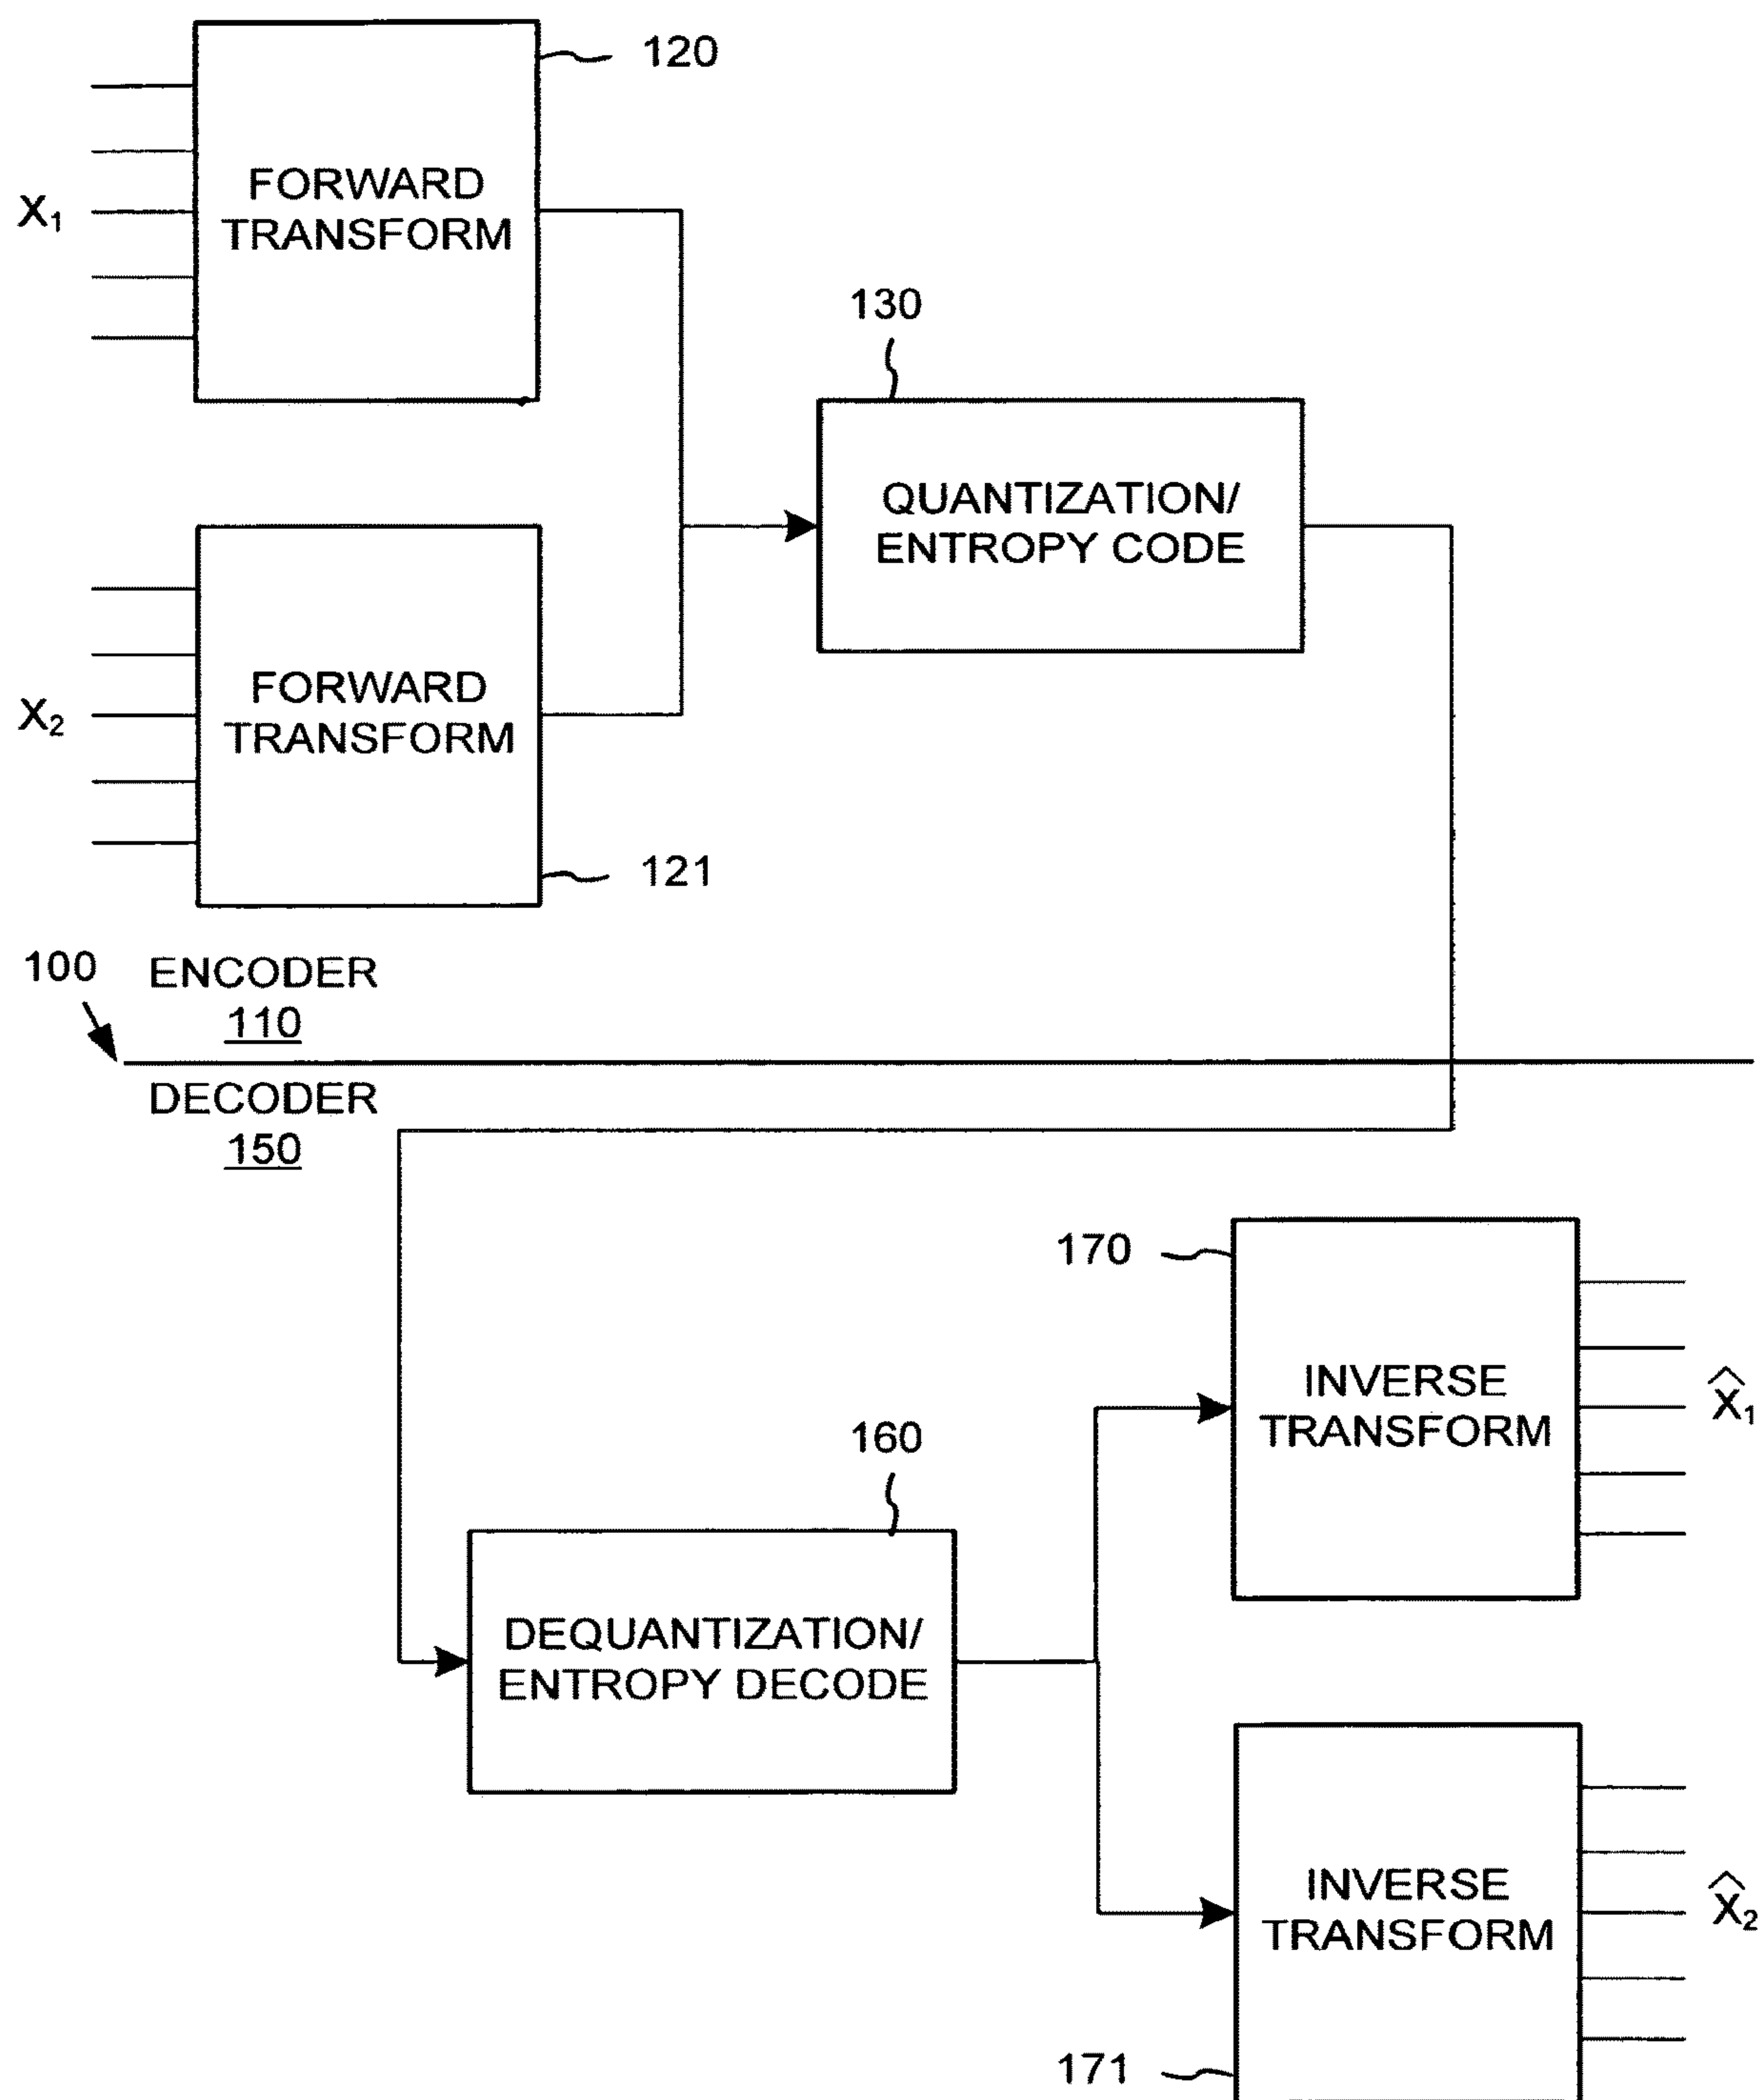 120
FORWARD
TRANSFORM
X₁
130
QUANTIZATION/
ENTROPY CODE
FORWARD
TRANSFORM
X₂
121
100
ENCODER
110
DECODER
150
170
INVERSE
TRANSFORM
X̂₁
160
DEQUANTIZATION/
ENTROPY DECODE
INVERSE
TRANSFORM
X̂₂
171